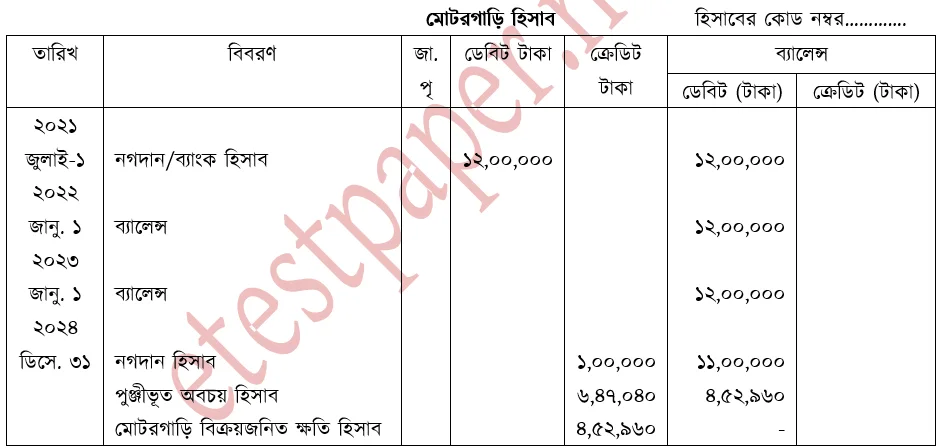 মোটরগাড়ি হিসাব হিসাবের কোড নম্বর.............
তারিখ বিবরণ জা. পৃ ডেবিট টাকা ক্রেডিট টাকা ব্যালেন্স
ডেবিট (টাকা) ক্রেডিট (টাকা)
২০২১
জুলাই-১ নগদান/ব্যাংক হিসাব ১২,০০,০০০ ১২,০০,০০০
২০২২
জানু. ১ ব্যালেন্স ১২,০০,০০০
২০২৩
জানু. ১ ব্যালেন্স ১২,০০,০০০
২০২৪
ডিসে. ৩১ নগদান হিসাব ১,০০,০০০ ১১,০০,০০০
পুঞ্জীভূত অবচয় হিসাব ৬,৪৭,০৪০ ৪,৫২,৯৬০
মোটরগাড়ি বিক্রয়জনিত ক্ষতি হিসাব ৪,৫২,৯৬০ -